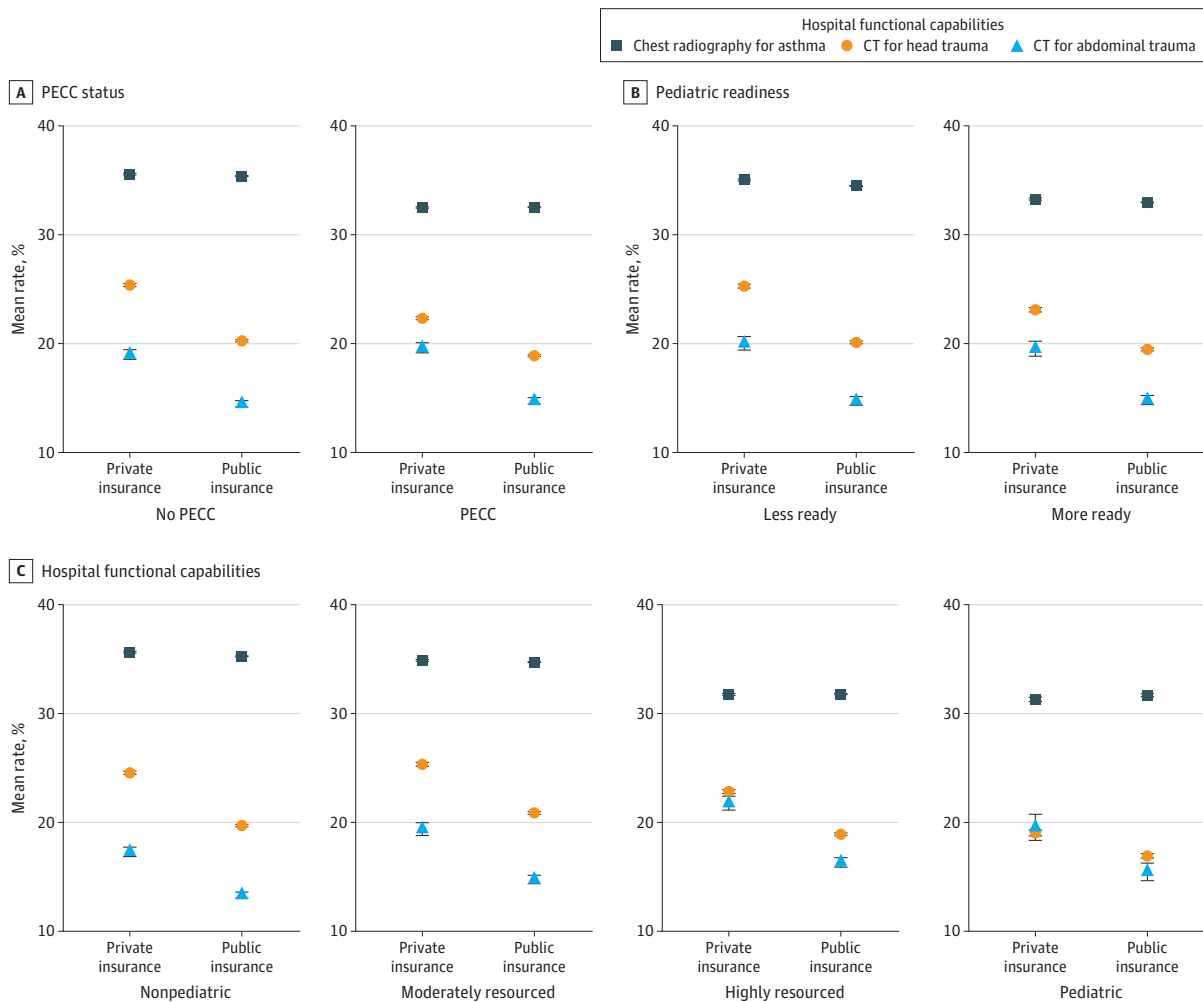 Hospital functional capabilities
Chest radiography for asthma CT for head trauma CT for abdominal trauma
A PECC status
40
30
20
10
Mean rate, %
Private insurance
Public insurance
No PECC
40
30
20
10
Private insurance
Public insurance
PECC
B Pediatric readiness
40
30
20
10
Mean rate, %
Private insurance
Public insurance
Less ready
40
30
20
10
Private insurance
Public insurance
More ready
C Hospital functional capabilities
40
30
20
10
Mean rate, %
Private insurance
Public insurance
Nonpediatric
40
30
20
10
Private insurance
Public insurance
Moderately resourced
40
30
20
10
Private insurance
Public insurance
Highly resourced
40
30
20
10
Private insurance
Public insurance
Pediatric